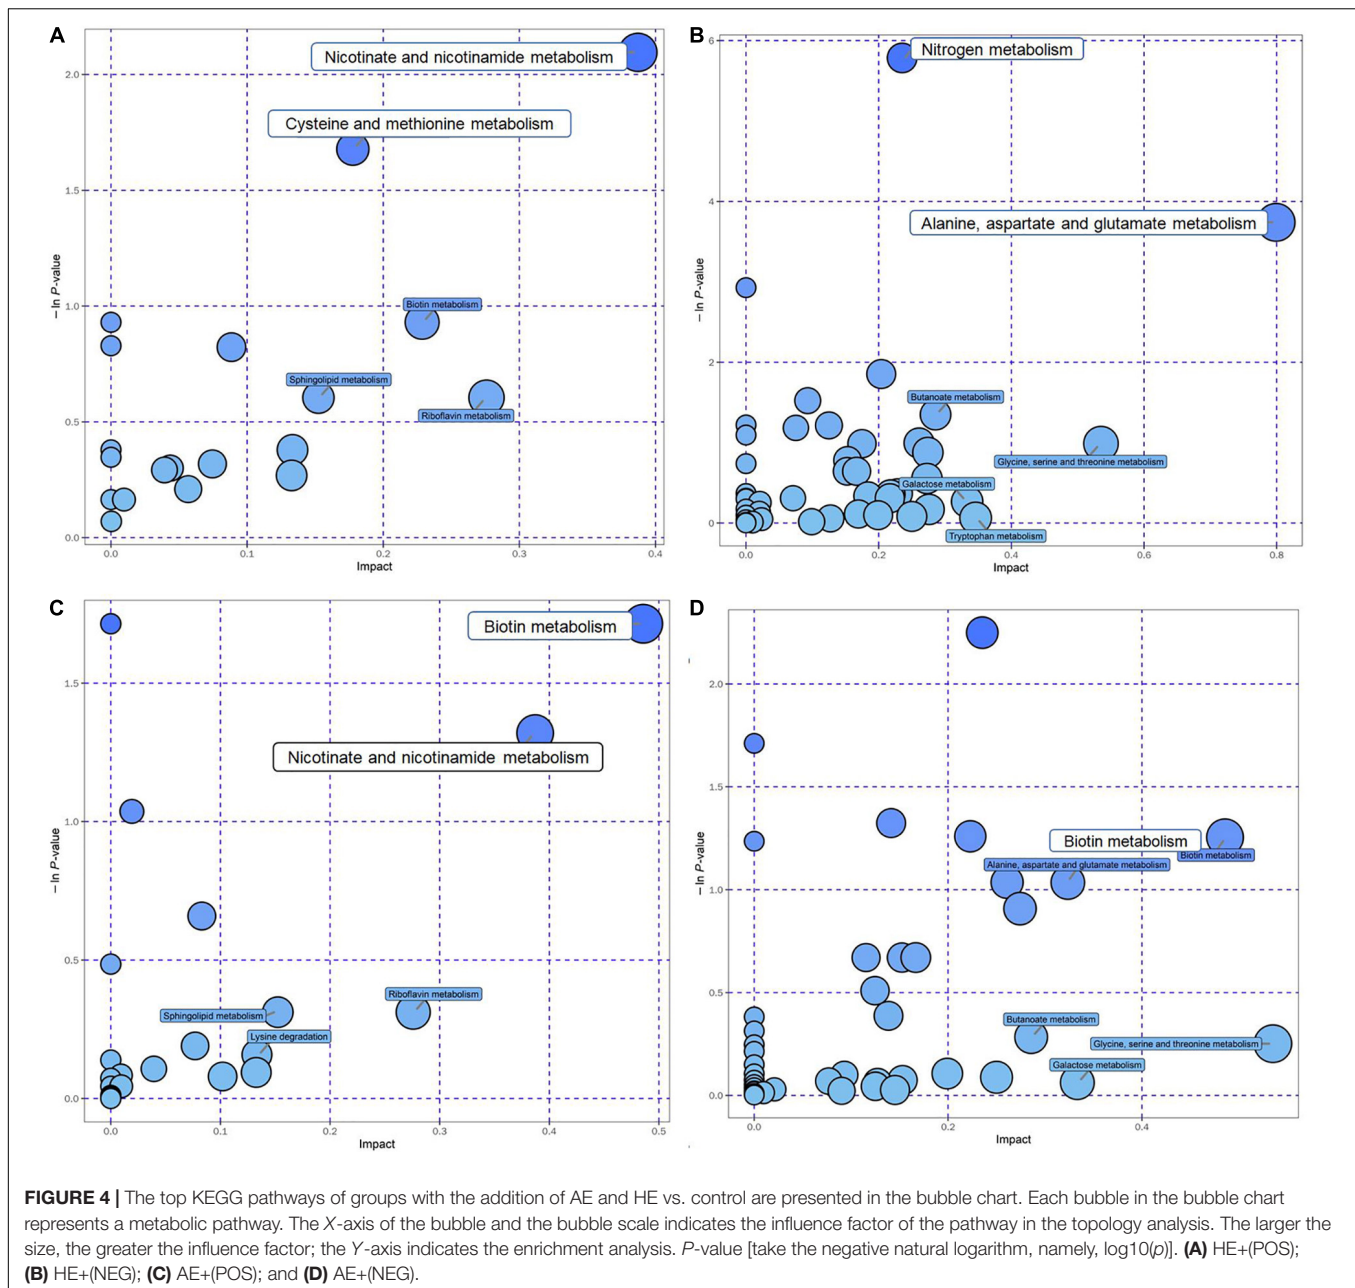 A
Nicotinate and nicotinamide metabolism
2.0
Cysteine and methionine metabolism
1.5
– ln P-value
Biotin metabolism
1.0
Sphingolipid metabolism
Riboflavin metabolism
0.5
0.0
0.0 0.1 0.2 0.3 0.4
Impact
B
6
Nitrogen metabolism
4
Alanine, aspartate and glutamate metabolism
– ln P-value
2
Butanoate metabolism
Glycine, serine and threonine metabolism
Galactose metabolism
0
Tryptophan metabolism
0.0 0.2 0.4 0.6 0.8
Impact
C
Biotin metabolism
1.5
Nicotinate and nicotinamide metabolism
1.0
– ln P-value
0.5
Riboflavin metabolism
Sphingolipid metabolism
Lysine degradation
0.0
0.0 0.1 0.2 0.3 0.4 0.5
Impact
D
2.0
1.5
Biotin metabolism
Biotin metabolism
Alanine, aspartate and glutamate metabolism
– ln P-value
1.0
0.5
Butanoate metabolism
Glycine, serine and threonine metabolism
Galactose metabolism
0.0
0.0 0.2 0.4
Impact
FIGURE 4 | The top KEGG pathways of groups with the addition of AE and HE vs. control are presented in the bubble chart. Each bubble in the bubble chart
represents a metabolic pathway. The X-axis of the bubble and the bubble scale indicates the influence factor of the pathway in the topology analysis. The larger the
size, the greater the influence factor; the Y-axis indicates the enrichment analysis. P-value [take the negative natural logarithm, namely, log10(p)]. (A) HE+(POS);
(B) HE+(NEG); (C) AE+(POS); and (D) AE+(NEG).